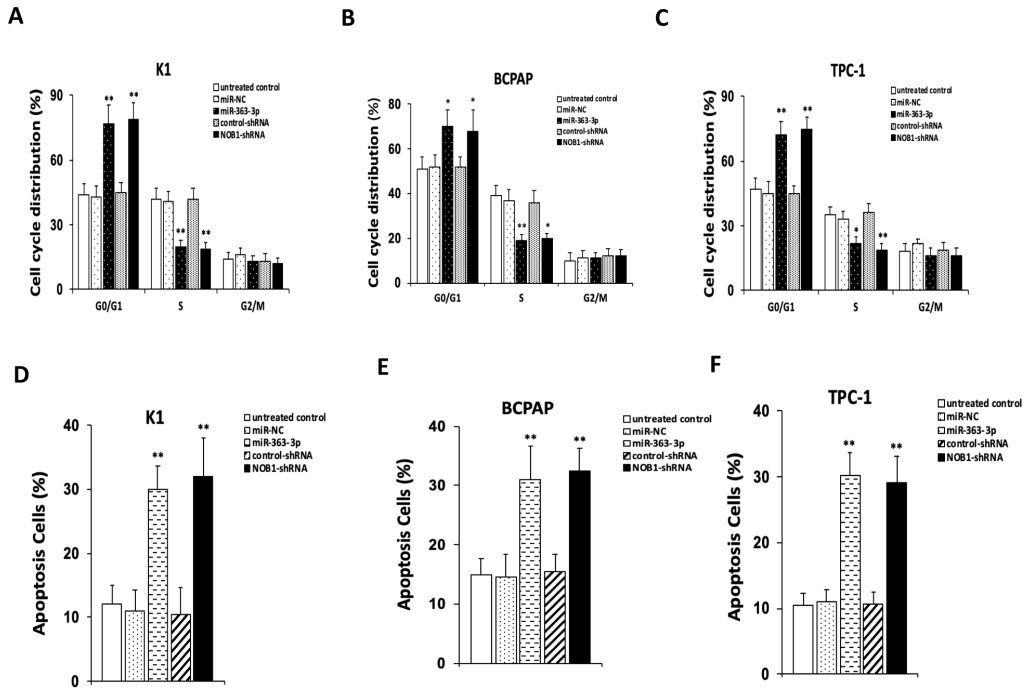 A
K1
Cell cycle distribution (%)
90
60
30
0
** **
** **
G0/G1 S G2/M
untreated control
miR-NC
miR-363-3p
control-shRNA
NOB1-shRNA
B
BCPAP
Cell cycle distribution (%)
80
60
40
20
0
* *
** *
G0/G1 S G2/M
untreated control
miR-NC
miR-363-3p
control-shRNA
NOB1-shRNA
C
TPC-1
Cell cycle distribution (%)
90
60
30
0
** **
* **
G0/G1 S G2/M
untreated control
miR-NC
miR-363-3p
control-shRNA
NOB1-shRNA
D
K1
Apoptosis Cells (%)
40
30
20
10
0
** **
untreated control
miR-NC
miR-363-3p
control-shRNA
NOB1-shRNA
E
BCPAP
Apoptosis Cells (%)
40
30
20
10
0
** **
untreated control
miR-NC
miR-363-3p
control-shRNA
NOB1-shRNA
F
TPC-1
Apoptosis Cells (%)
40
30
20
10
0
** **
untreated control
miR-NC
miR-363-3p
control-shRNA
NOB1-shRNA